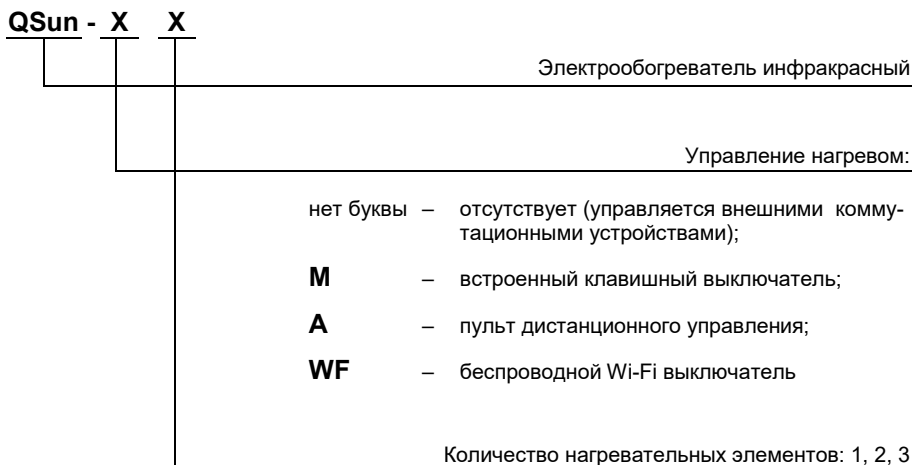 QSun - X X
Электрообогреватель инфракрасный
Управление нагревом:
нет буквы – отсутствует (управляется внешними комму-
тационными устройствами);
M – встроенный клавишный выключатель;
A – пульт дистанционного управления;
WF – беспроводной Wi-Fi выключатель
Количество нагревательных элементов: 1, 2, 3